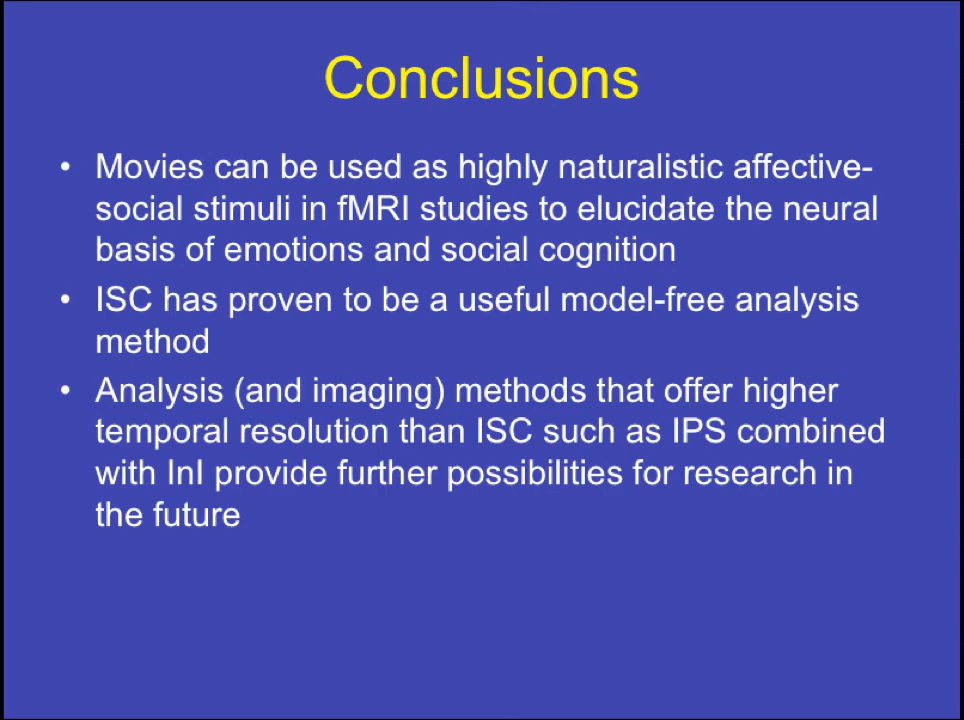 Conclusions
• Movies can be used as highly naturalistic affective-
social stimuli in fMRI studies to elucidate the neural
basis of emotions and social cognition
• ISC has proven to be a useful model-free analysis
method
• Analysis (and imaging) methods that offer higher
temporal resolution than ISC such as IPS combined
with InI provide further possibilities for research in
the future